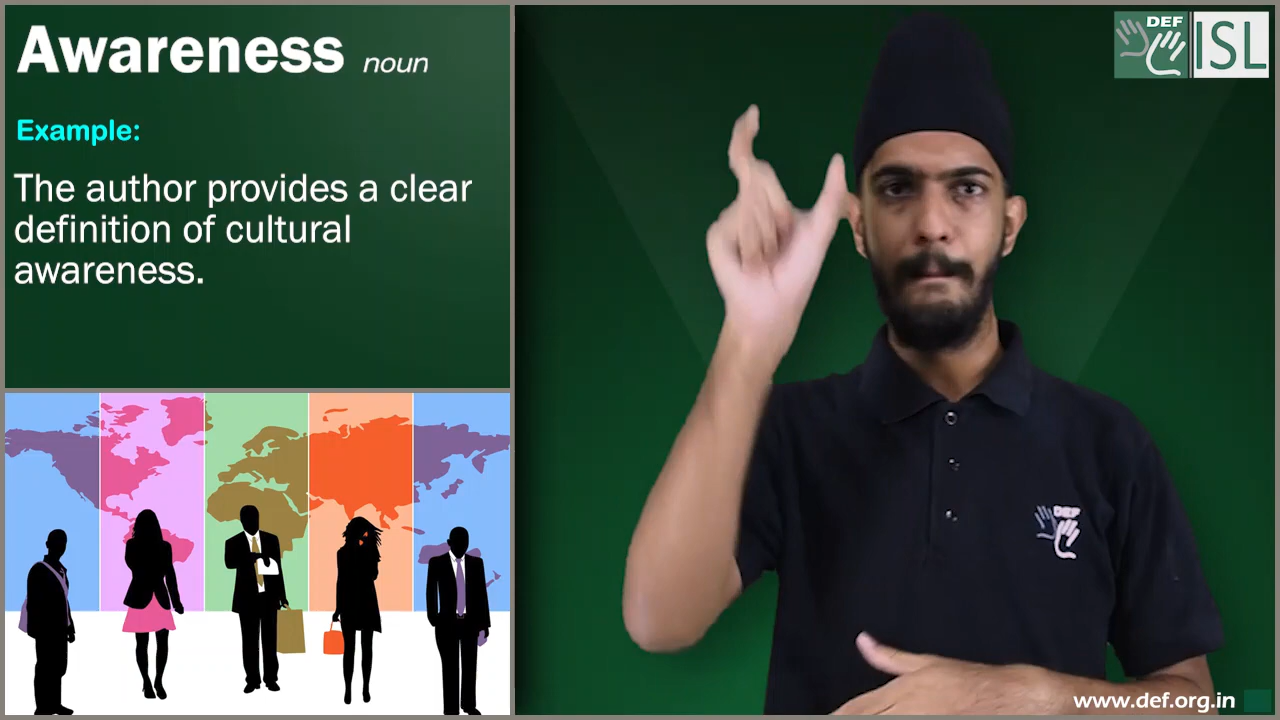 Awareness noun
Example:
The author provides a clear
definition of cultural
awareness.
DEF
ISL
DEF
www.def.org.in